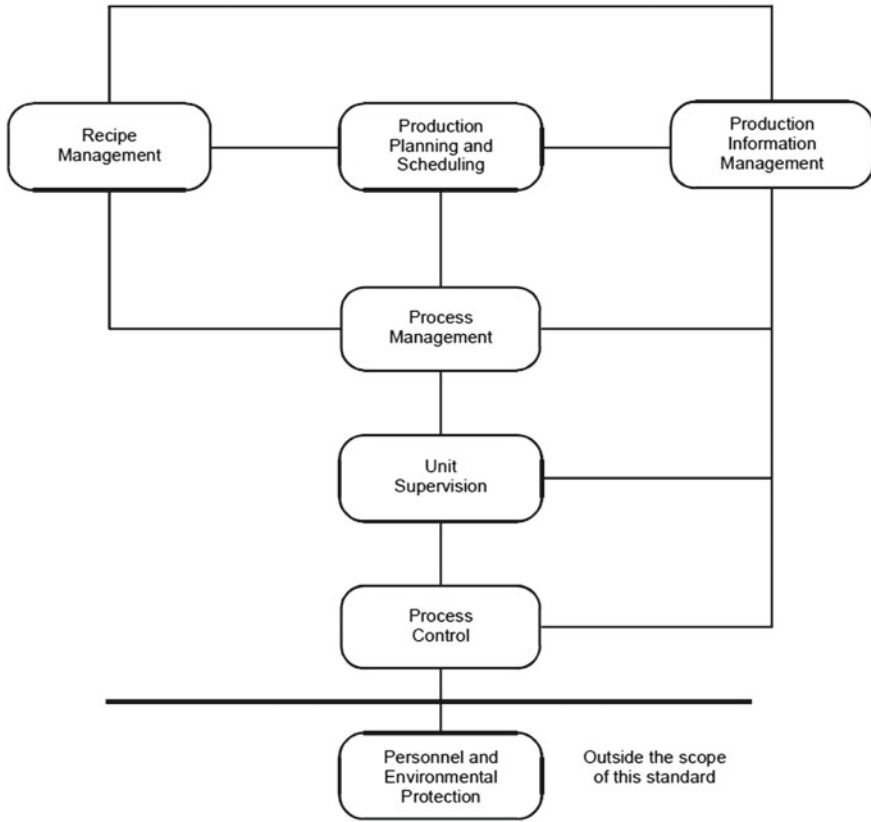 Recipe
Management
Production
Planning and
Scheduling
Production
Information
Management
Process
Management
Unit
Supervision
Process
Control
Personnel and
Environmental
Protection
Outside the scope
of this standard